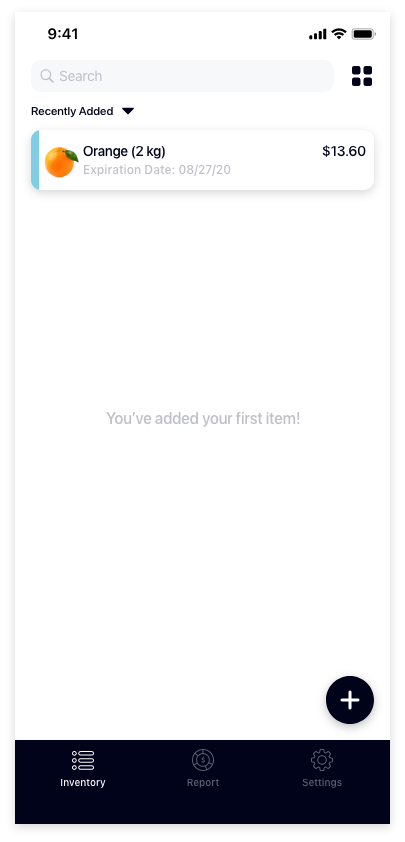 9:41
Search
Recently Added
Orange (2 kg) $13.60
Expiration Date: 08/27/20
You've added your first item!
Inventory Report Settings